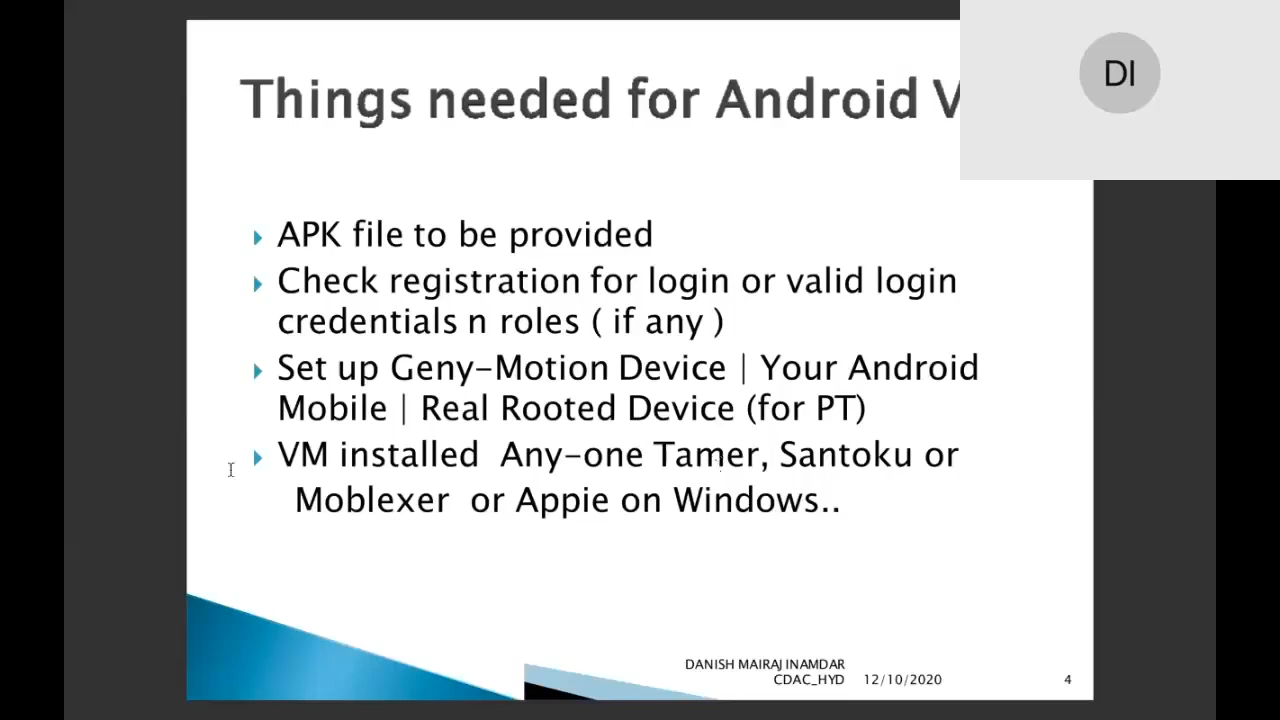 Things needed for Android V
DI
APK file to be provided
Check registration for login or valid login
credentials n roles ( if any )
Set up Geny-Motion Device | Your Android
Mobile | Real Rooted Device (for PT)
VM installed  Any-one Tamer, Santoku or
Moblexer  or Appie on Windows..
DANISH MAIRAJ INAMDAR
CDAC_HYD 12/10/2020 4